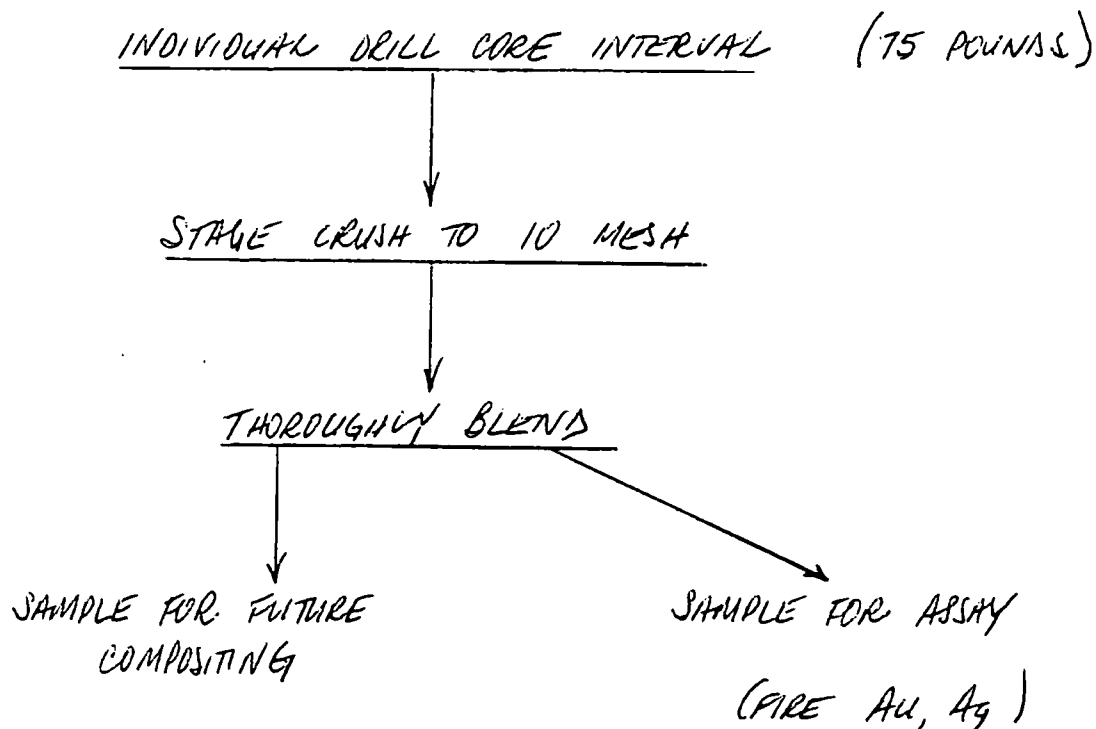 INDIVIDUAL DRILL CORE INTERVAL (75 POUNDS)
STAGE CRUSH TO 10 MESH
THOROUGHLY BLEND
SAMPLE FOR FUTURE
COMPOSITING
SAMPLE FOR ASSAY
(FIRE Au, Ag)